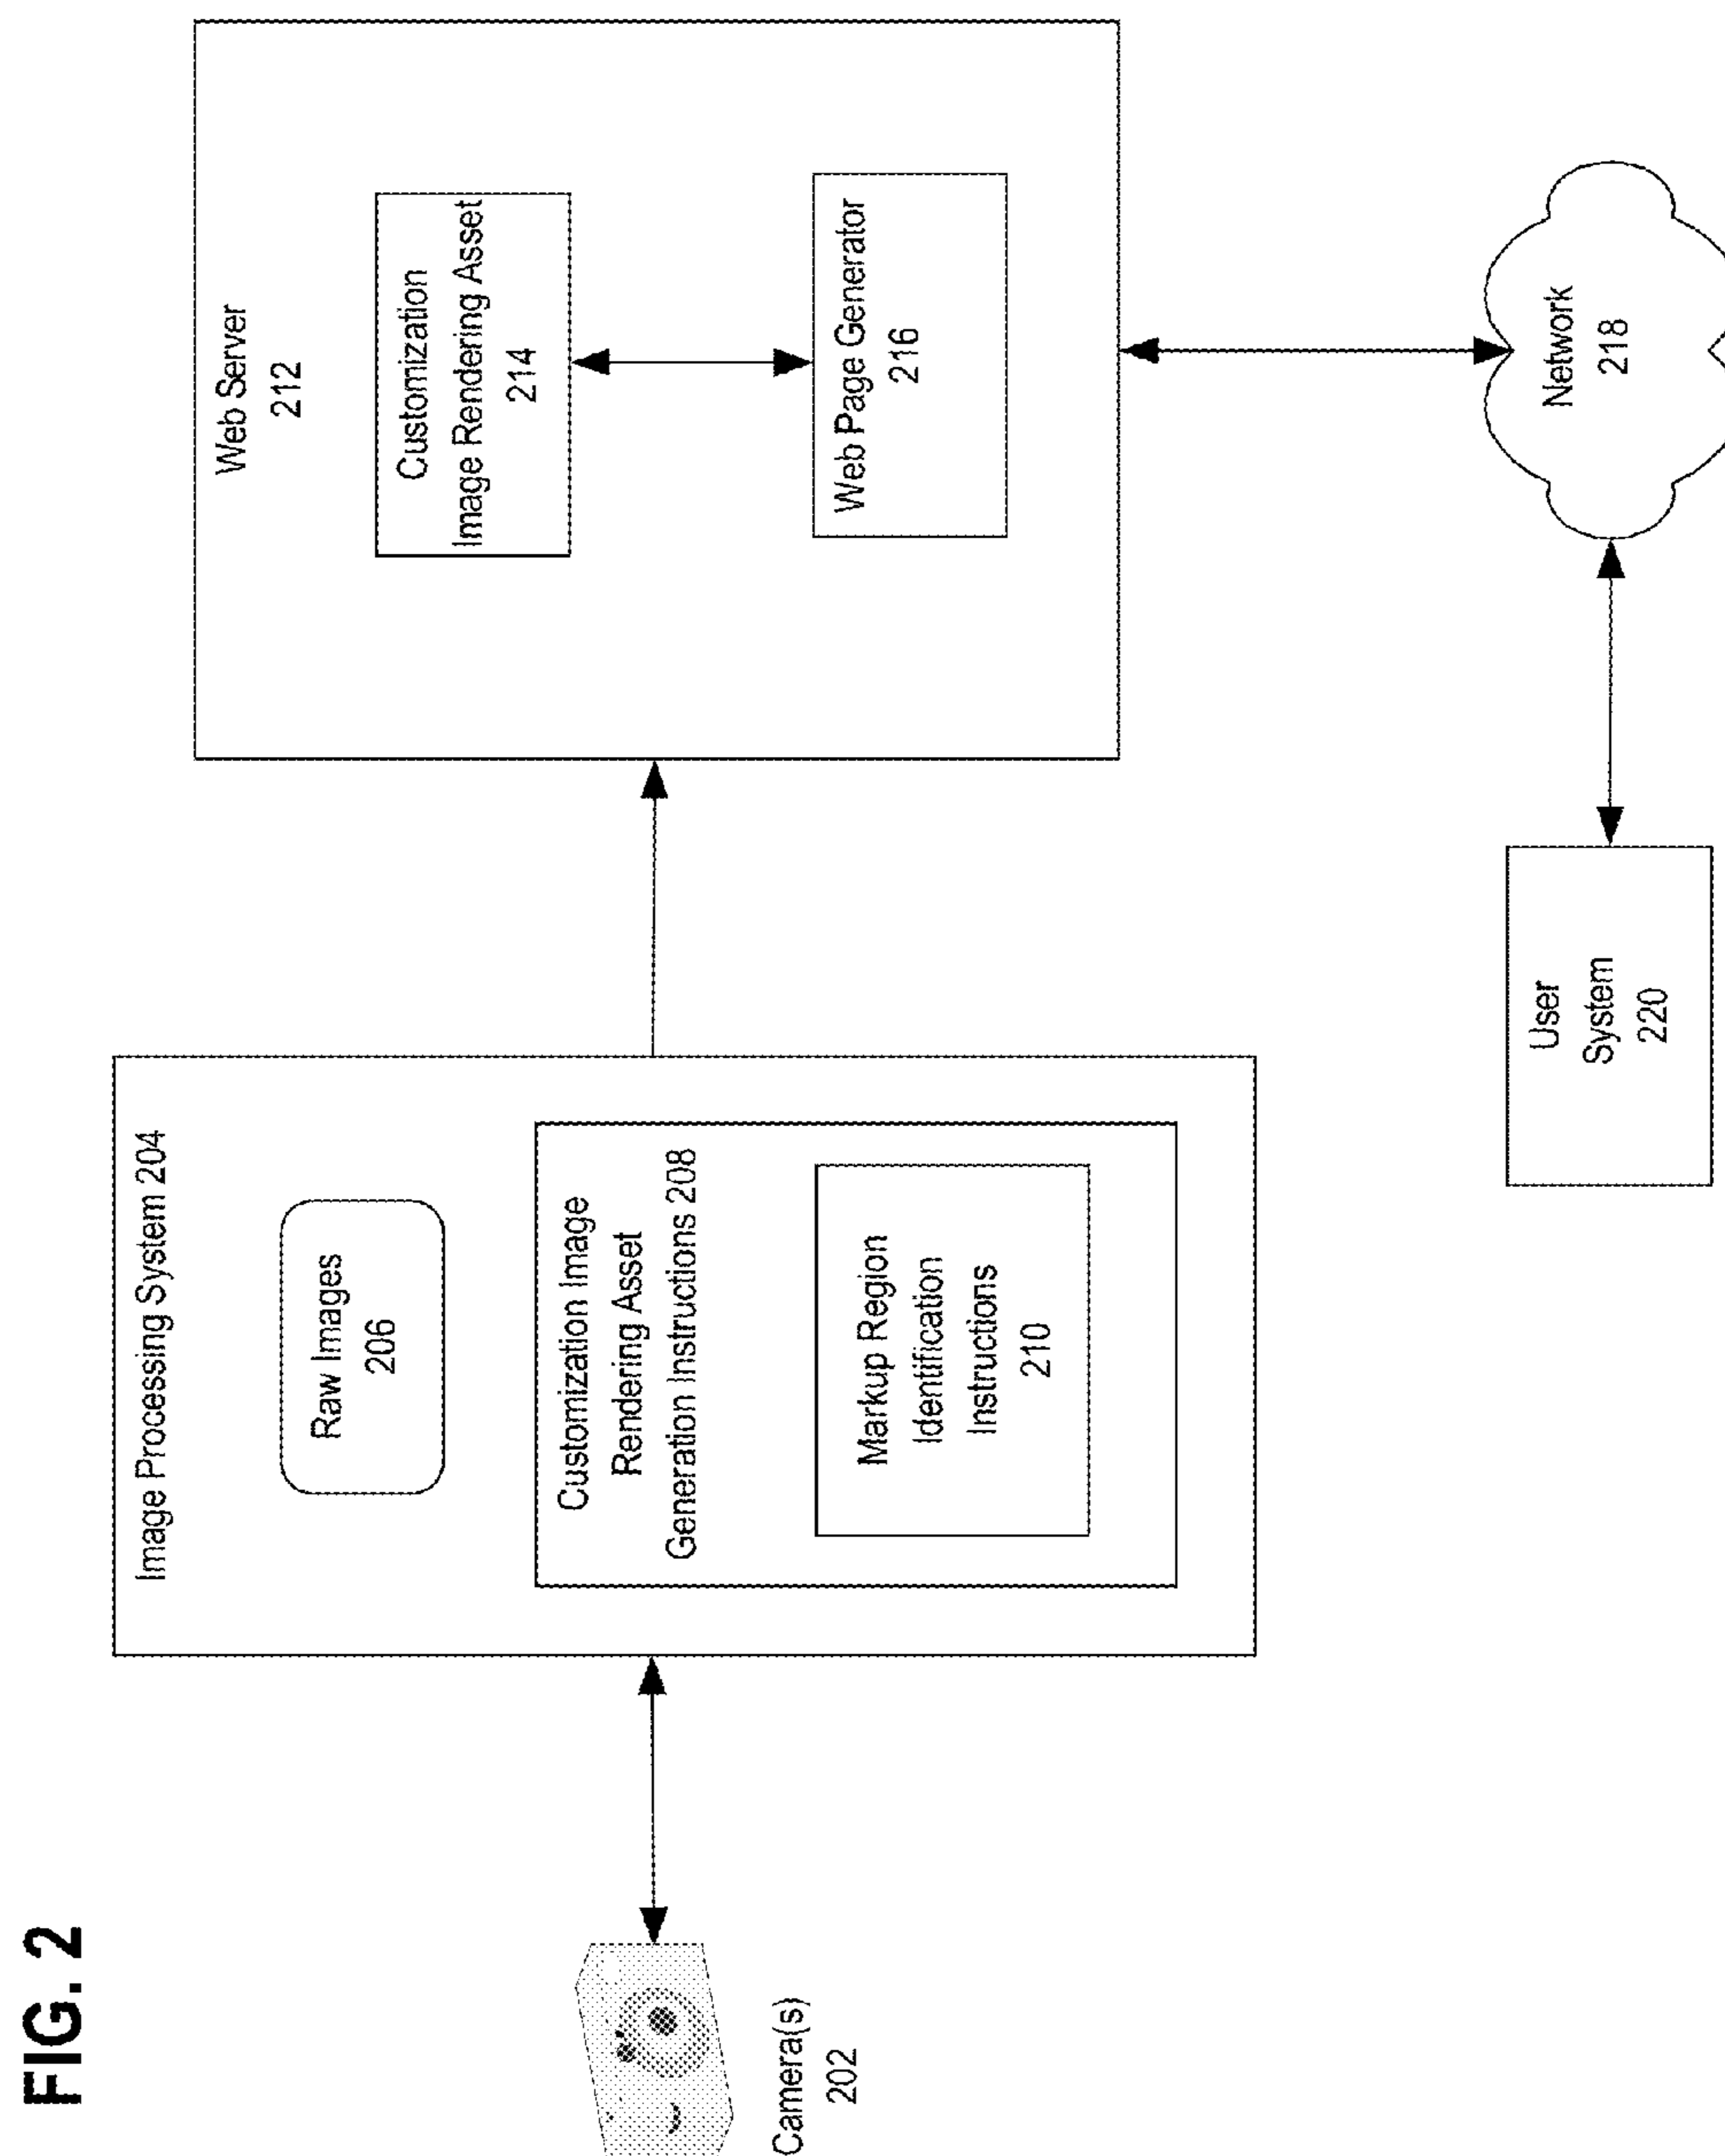 FIG. 2
Camera(s)
202
Image Processing System 204
Raw Images
206
Customization Image
Rendering Asset
Generation Instructions 208
Markup Region
Identification
Instructions
210
Web Server
212
Customization
Image Rendering Asset
214
Web Page Generator
216
User
System
220
Network
218